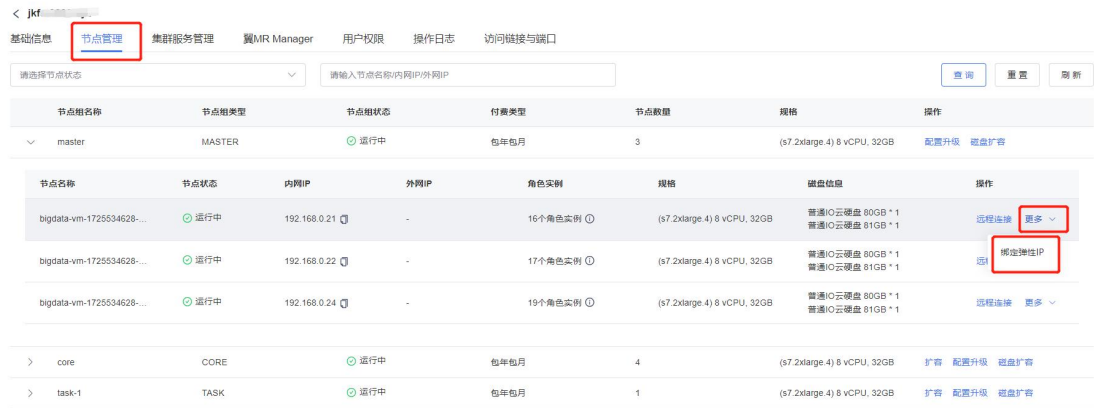 < jkf
基础信息 节点管理 集群服务管理 翼MR Manager 用户权限 操作日志 访问链接与端口
请选择节点状态 请输入节点名称/内网IP/外网IP 查询 重置 刷新
节点组名称 节点组类型 节点组状态 付费类型 节点数量 规格 操作
master MASTER 运行中 包年包月 3 (s7.2xlarge.4) 8 vCPU, 32GB 配置升级 磁盘扩容
节点名称 节点状态 内网IP 外网IP 角色实例 规格 磁盘信息 操作
bigdata-vm-1725534628-... 运行中 192.168.0.21 - 16个角色实例 (s7.2xlarge.4) 8 vCPU, 32GB 普通IO云硬盘 80GB * 1 远程连接 更多
普通IO云硬盘 81GB * 1
绑定弹性IP
bigdata-vm-1725534628-... 运行中 192.168.0.22 - 17个角色实例 (s7.2xlarge.4) 8 vCPU, 32GB 普通IO云硬盘 80GB * 1 远
普通IO云硬盘 81GB * 1
bigdata-vm-1725534628-... 运行中 192.168.0.24 - 19个角色实例 (s7.2xlarge.4) 8 vCPU, 32GB 普通IO云硬盘 80GB * 1 远程连接 更多
普通IO云硬盘 81GB * 1
core CORE 运行中 包年包月 4 (s7.2xlarge.4) 8 vCPU, 32GB 扩容 配置升级 磁盘扩容
task-1 TASK 运行中 包年包月 1 (s7.2xlarge.4) 8 vCPU, 32GB 扩容 配置升级 磁盘扩容